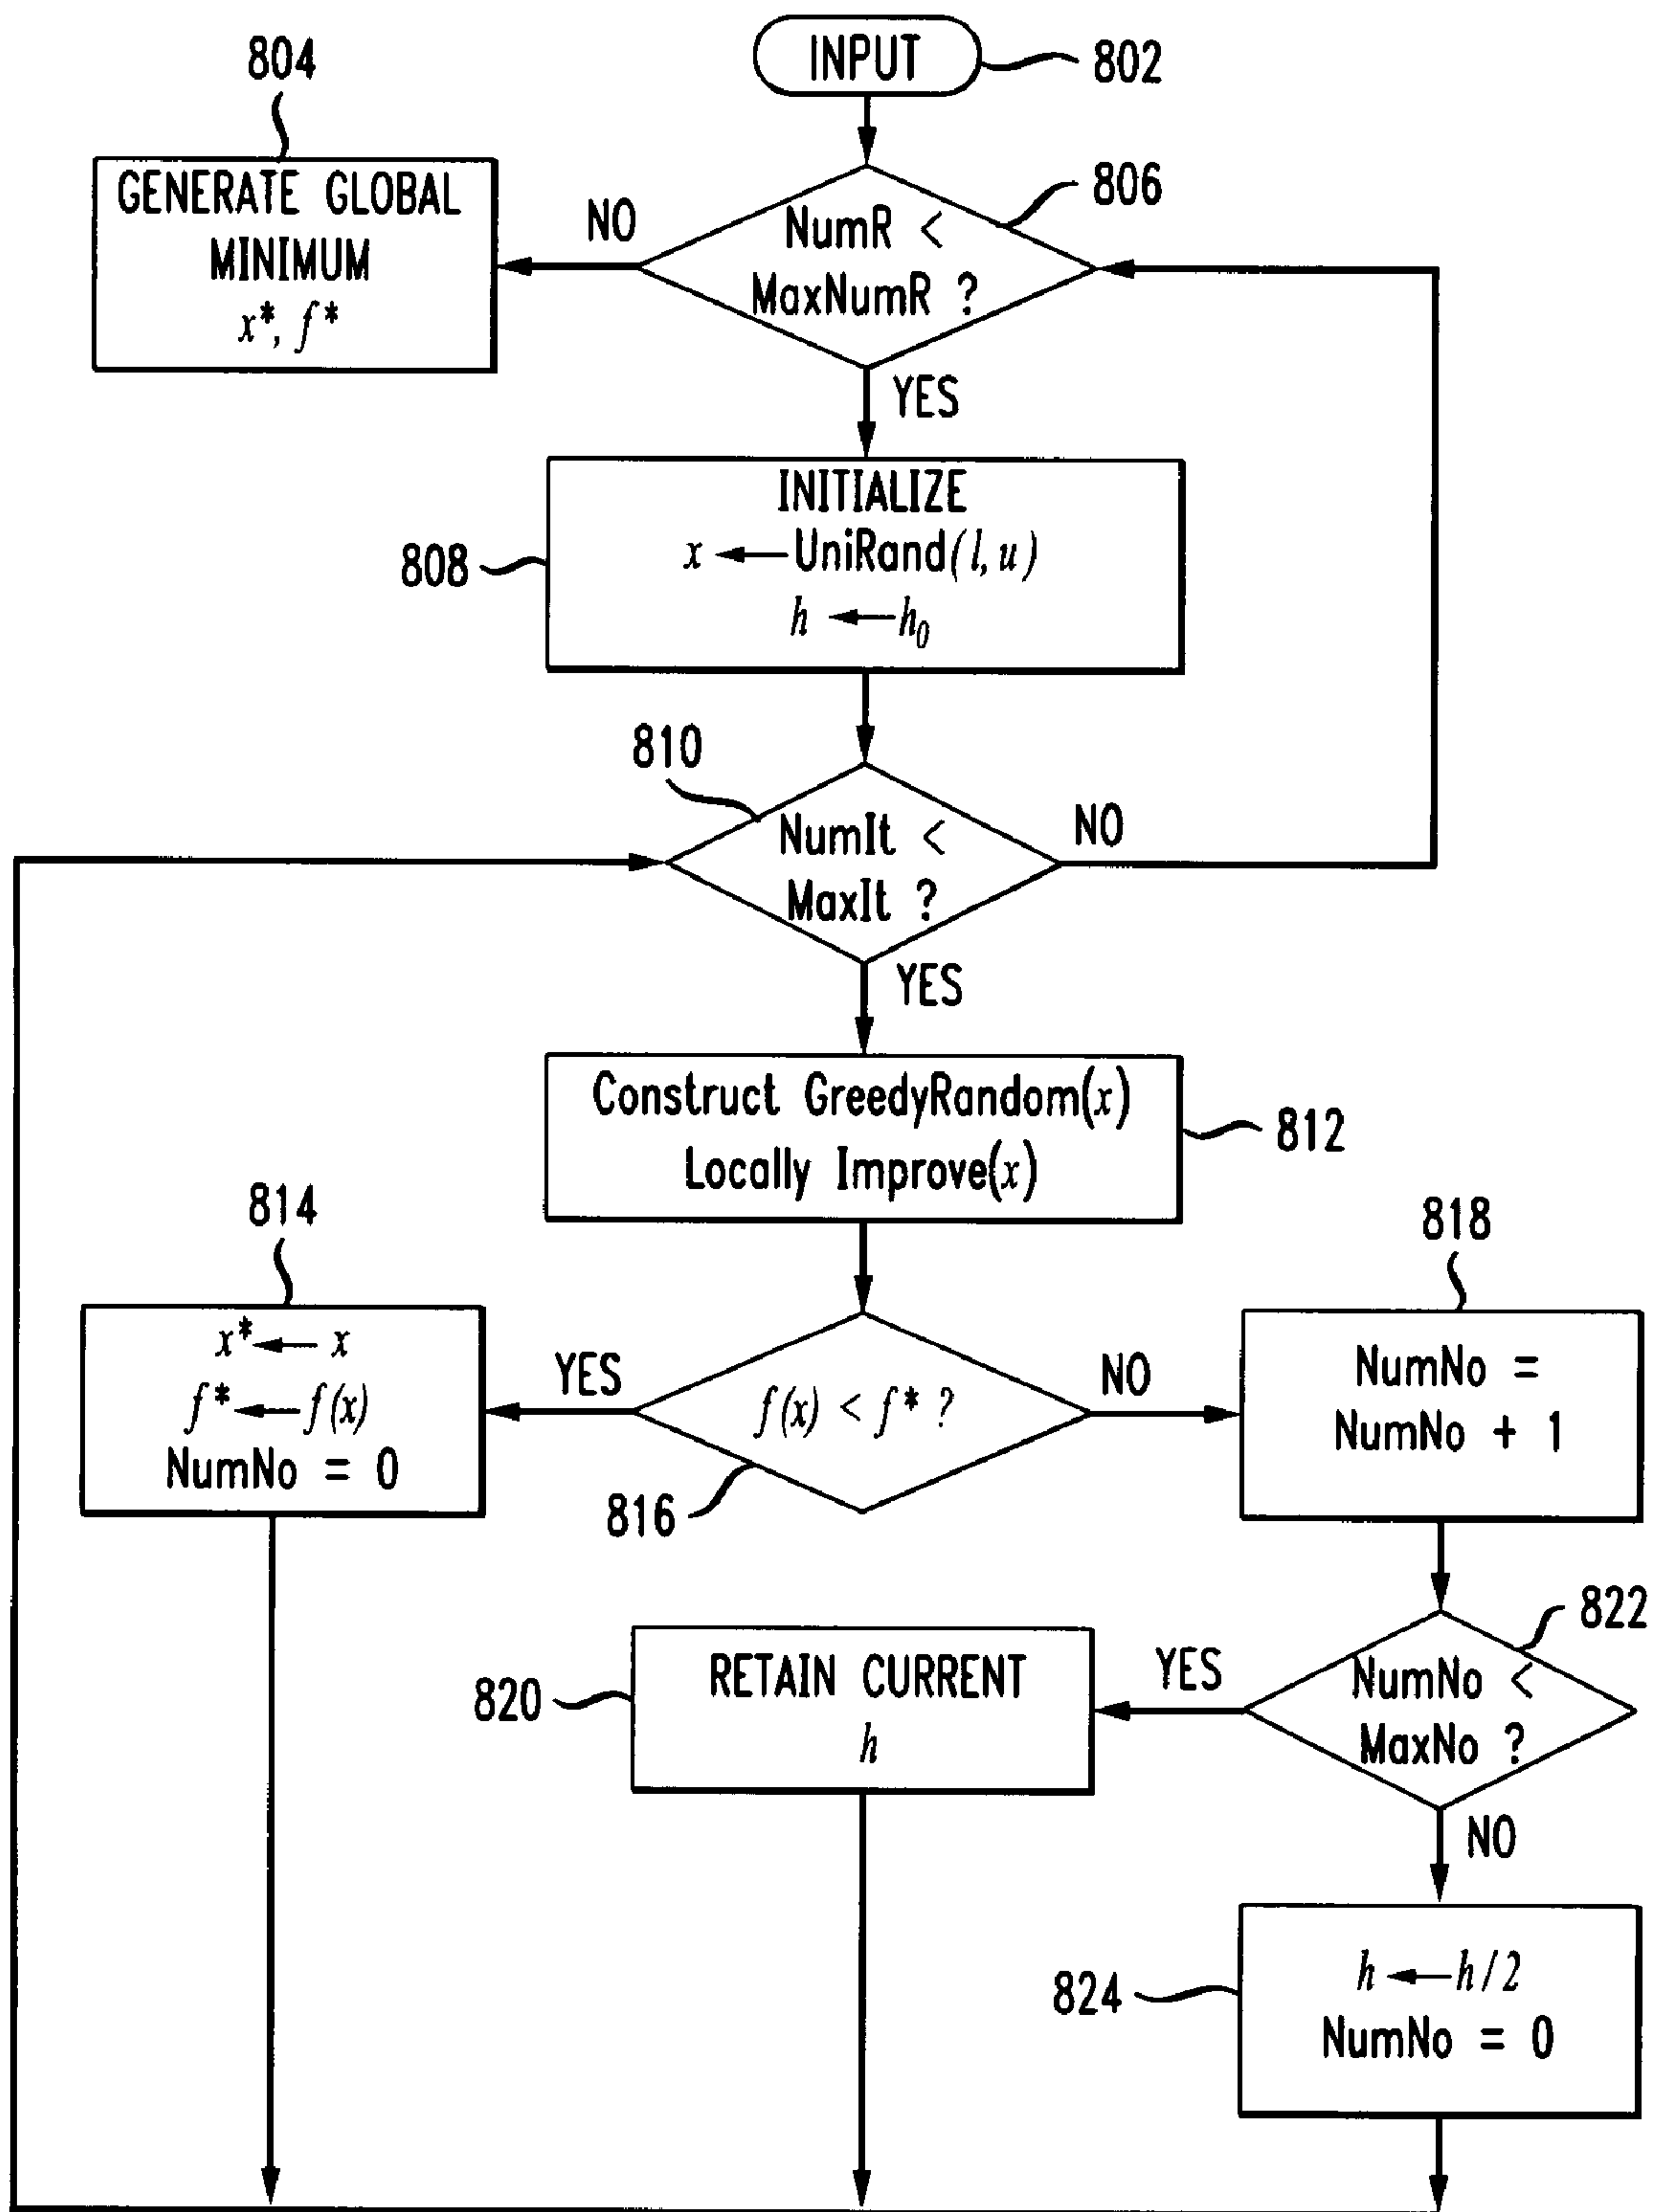 INPUT
802
804
GENERATE GLOBAL
MINIMUM
x*, f*
NO
NumR <
MaxNumR ?
806
YES
INITIALIZE
x ← UniRand(l, u)
h ← h₀
808
810
NumIt <
MaxIt ?
NO
YES
Construct GreedyRandom(x)
Locally Improve(x)
812
814
x* ← x
f* ← f(x)
NumNo = 0
YES
f(x) < f* ?
816
NO
818
NumNo =
NumNo + 1
822
NumNo <
MaxNo ?
YES
RETAIN CURRENT
h
820
NO
h ← h/2
NumNo = 0
824